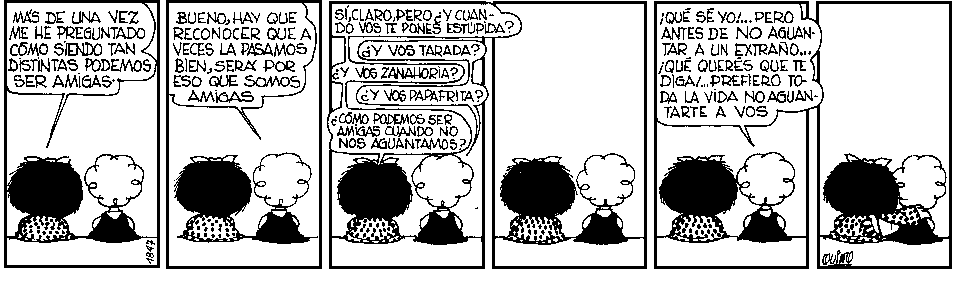 MÁS DE UNA VEZ
ME HE PREGUNTADO
CÓMO SIENDO TAN
DISTINTAS PODEMOS
SER AMIGAS
1847
BUENO, HAY QUE
RECONOCER QUE A
VECES LA PASAMOS
BIEN, SERÁ POR
ESO QUE SOMOS
AMIGAS
SÍ, CLARO, PERO ¿Y CUAN-
DO VOS TE PONES ESTÚPIDA?
¿Y VOS TARADA?
¿Y VOS ZANAHORIA?
¿Y VOS PAPAFRITA?
¿CÓMO PODEMOS SER
AMIGAS CUANDO NO
NOS AGUANTAMOS?
¡QUÉ SÉ YO!...PERO
ANTES DE NO AGUAN-
TAR A UN EXTRAÑO...
¡QUÉ QUERÉS QUE TE
DIGA!...PREFIERO TO-
DA LA VIDA NO AGUAN-
TARTE A VOS
QUINO